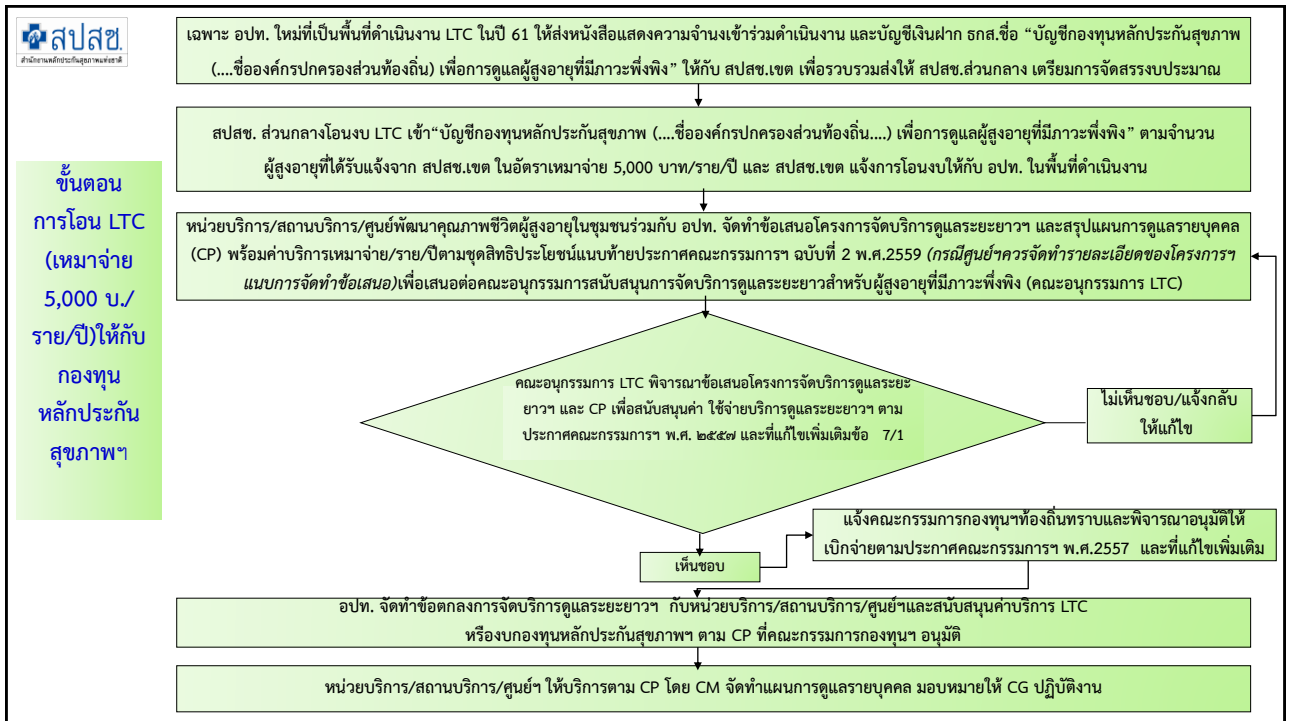 สปสช.
สำนักงานหลักประกันสุขภาพแห่งชาติ
ขั้นตอน
การโอน LTC
(เหมาจ่าย
5,000 บ./
ราย/ปี)ให้กับ
กองทุน
หลักประกัน
สุขภาพฯ
เฉพาะ อปท. ใหม่ที่เป็นพื้นที่ดำเนินงาน LTC ในปี 61 ให้ส่งหนังสือแสดงความจำนงเข้าร่วมดำเนินงาน และบัญชีเงินฝาก ธกส.ชื่อ “บัญชีกองทุนหลักประกันสุขภาพ
(....ชื่อองค์กรปกครองส่วนท้องถิ่น) เพื่อการดูแลผู้สูงอายุที่มีภาวะพึ่งพิง” ให้กับ สปสช.เขต เพื่อรวบรวมส่งให้ สปสช.ส่วนกลาง เตรียมการจัดสรรงบประมาณ
สปสช. ส่วนกลางโอนงบ LTC เข้า“บัญชีกองทุนหลักประกันสุขภาพ (....ชื่อองค์กรปกครองส่วนท้องถิ่น....) เพื่อการดูแลผู้สูงอายุที่มีภาวะพึ่งพิง” ตามจำนวน
ผู้สูงอายุที่ได้รับแจ้งจาก สปสช.เขต ในอัตราเหมาจ่าย 5,000 บาท/ราย/ปี และ สปสช.เขต แจ้งการโอนงบให้กับ อปท. ในพื้นที่ดำเนินงาน
หน่วยบริการ/สถานบริการ/ศูนย์พัฒนาคุณภาพชีวิตผู้สูงอายุในชุมชนร่วมกับ อปท. จัดทำข้อเสนอโครงการจัดบริการดูแลระยะยาวฯ และสรุปแผนการดูแลรายบุคคล
(CP) พร้อมค่าบริการเหมาจ่าย/ราย/ปีตามชุดสิทธิประโยชน์แนบท้ายประกาศคณะกรรมการฯ ฉบับที่ 2 พ.ศ.2559 (กรณีศูนย์ฯควรจัดทำรายละเอียดของโครงการฯ
แนบการจัดทำข้อเสนอ)เพื่อเสนอต่อคณะอนุกรรมการสนับสนุนการจัดบริการดูแลระยะยาวสำหรับผู้สูงอายุที่มีภาวะพึ่งพิง (คณะอนุกรรมการ LTC)
คณะอนุกรรมการ LTC พิจารณาข้อเสนอโครงการจัดบริการดูแลระยะ
ยาวฯ และ CP เพื่อสนับสนุนค่า ใช้จ่ายบริการดูแลระยะยาวฯ ตาม
ประกาศคณะกรรมการฯ พ.ศ. ๒๕๕๗ และที่แก้ไขเพิ่มเติมข้อ 7/1
ไม่เห็นชอบ/แจ้งกลับ
ให้แก้ไข
เห็นชอบ
แจ้งคณะกรรมการกองทุนฯท้องถิ่นทราบและพิจารณาอนุมัติให้
เบิกจ่ายตามประกาศคณะกรรมการฯ พ.ศ.2557 และที่แก้ไขเพิ่มเติม
อปท. จัดทำข้อตกลงการจัดบริการดูแลระยะยาวฯ กับหน่วยบริการ/สถานบริการ/ศูนย์ฯและสนับสนุนค่าบริการ LTC
หรืองบกองทุนหลักประกันสุขภาพฯ ตาม CP ที่คณะกรรมการกองทุนฯ อนุมัติ
หน่วยบริการ/สถานบริการ/ศูนย์ฯ ให้บริการตาม CP โดย CM จัดทำแผนการดูแลรายบุคคล มอบหมายให้ CG ปฏิบัติงาน